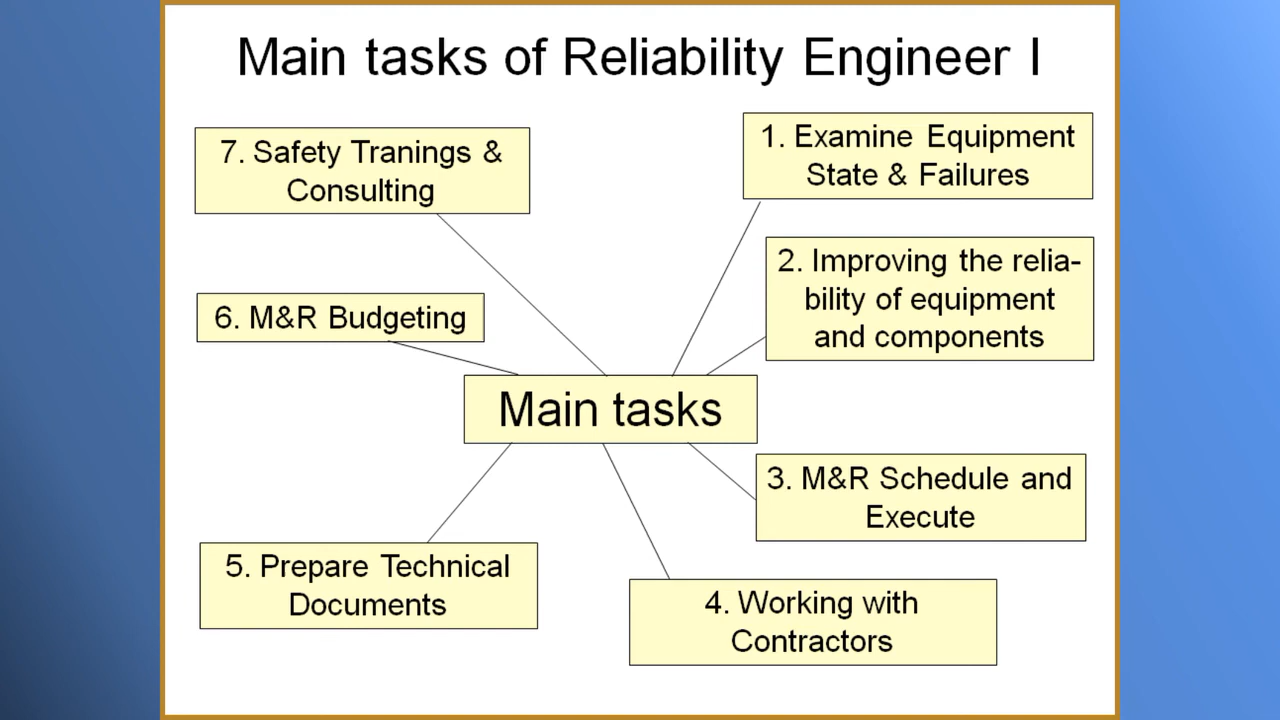 Main tasks of Reliability Engineer I
1. Examine Equipment
State & Failures
2. Improving the relia-
bility of equipment
and components
3. M&R Schedule and
Execute
4. Working with
Contractors
5. Prepare Technical
Documents
6. M&R Budgeting
7. Safety Tranings &
Consulting
Main tasks